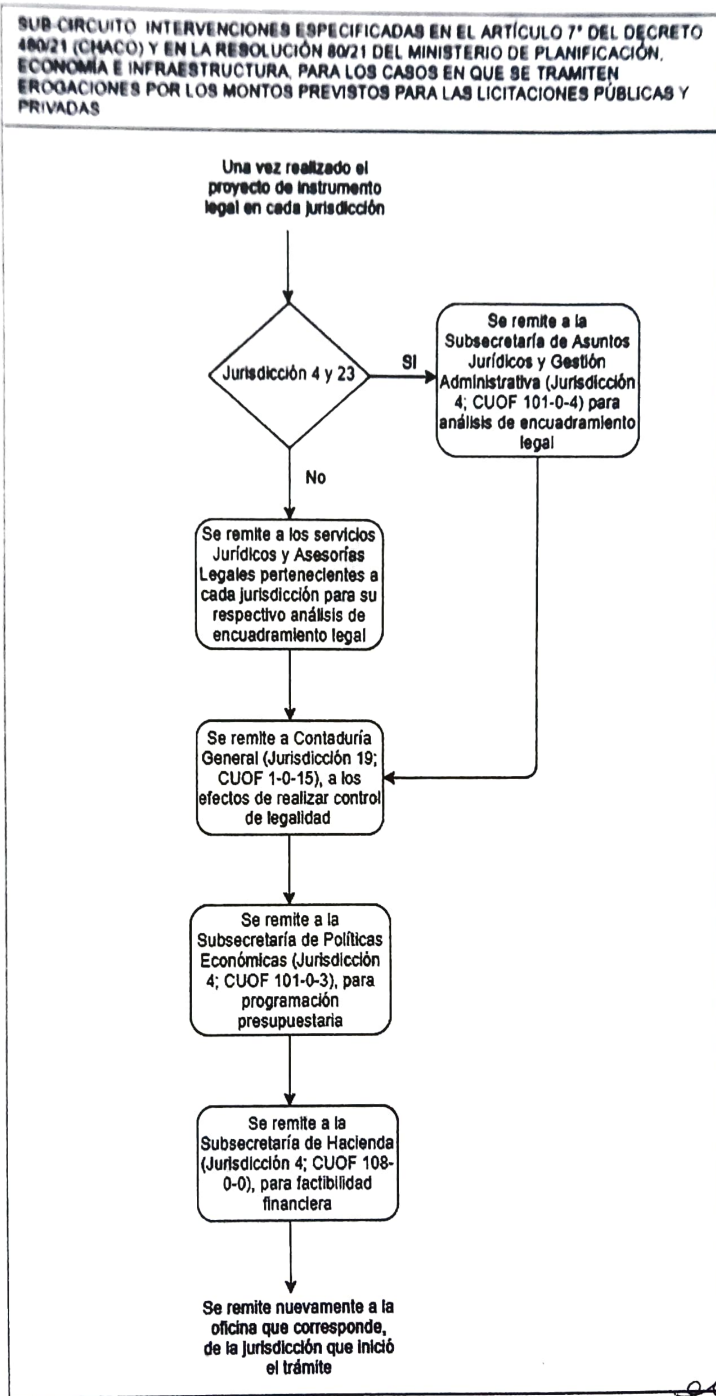 SUB-CIRCUITO INTERVENCIONES ESPECIFICADAS EN EL ARTÍCULO 7° DEL DECRETO
480/21 (CHACO) Y EN LA RESOLUCIÓN 80/21 DEL MINISTERIO DE PLANIFICACIÓN,
ECONOMÍA E INFRAESTRUCTURA, PARA LOS CASOS EN QUE SE TRAMITEN
EROGACIONES POR LOS MONTOS PREVISTOS PARA LAS LICITACIONES PÚBLICAS Y
PRIVADAS
Una vez realizado el
proyecto de instrumento
legal en cada jurisdicción
Jurisdicción 4 y 23
SI
Se remite a la
Subsecretaría de Asuntos
Jurídicos y Gestión
Administrativa (Jurisdicción
4; CUOF 101-0-4) para
análisis de encuadramiento
legal
No
Se remite a los servicios
Jurídicos y Asesorías
Legales pertenecientes a
cada jurisdicción para su
respectivo análisis de
encuadramiento legal
Se remite a Contaduría
General (Jurisdicción 19;
CUOF 1-0-15), a los
efectos de realizar control
de legalidad
Se remite a la
Subsecretaría de Políticas
Económicas (Jurisdicción
4; CUOF 101-0-3), para
programación
presupuestaria
Se remite a la
Subsecretaría de Hacienda
(Jurisdicción 4; CUOF 108-
0-0), para factibilidad
financiera
Se remite nuevamente a la
oficina que corresponde,
de la jurisdicción que inició
el trámite